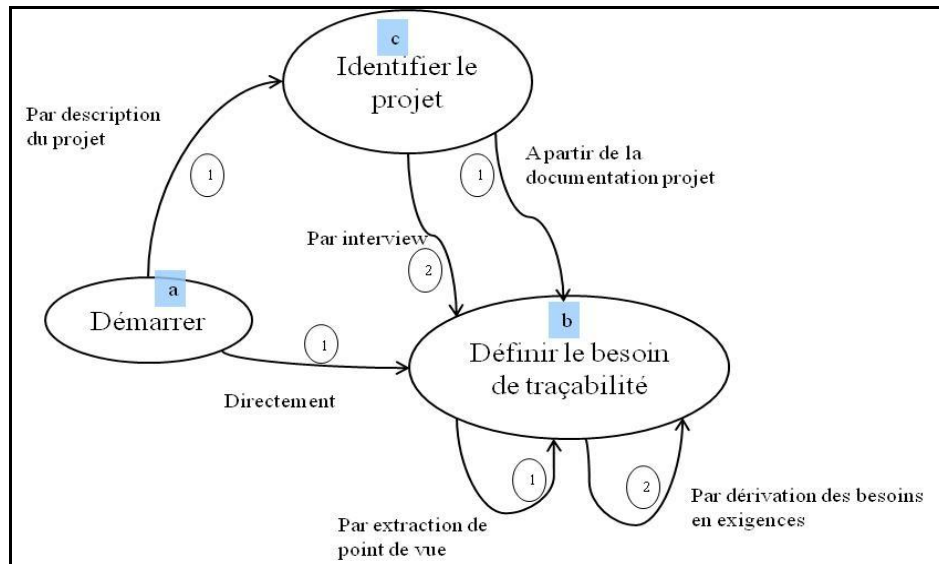 c
Identifier le
projet
Par description
du projet
1
1
A partir de la
documentation projet
Par interview
2
a
Démarrer
b
Définir le besoin
de traçabilité
1
Directement
1
2
Par extraction de
point de vue
Par dérivation des besoins
en exigences